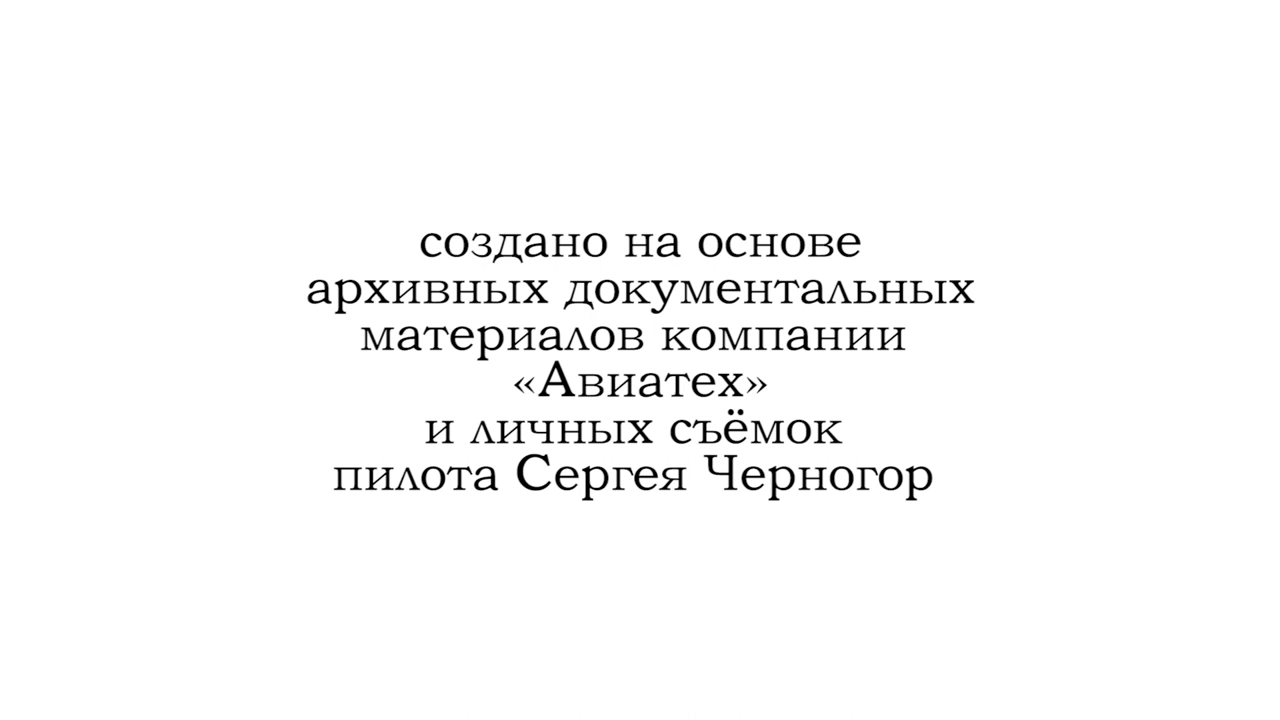 создано на основе
архивных документальных
материалов компании
«Авиатех»
и личных съёмок
пилота Сергея Черногор